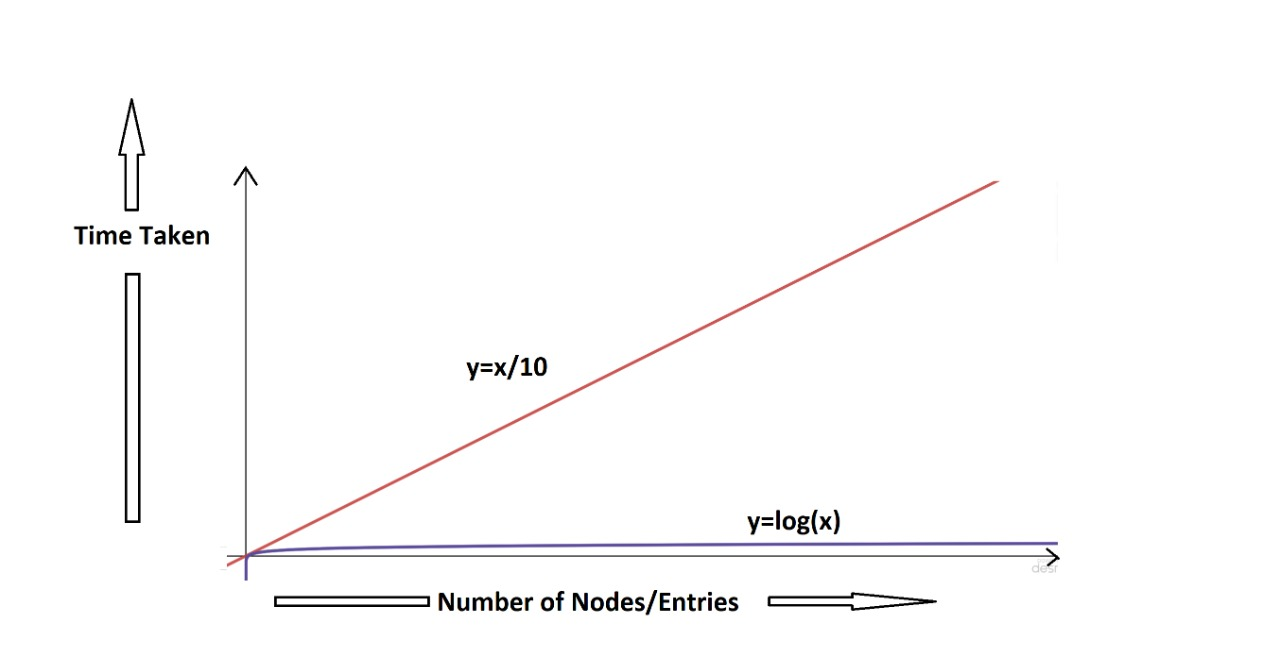 Time Taken
y=x/10
y=log(x)
Number of Nodes/Entries